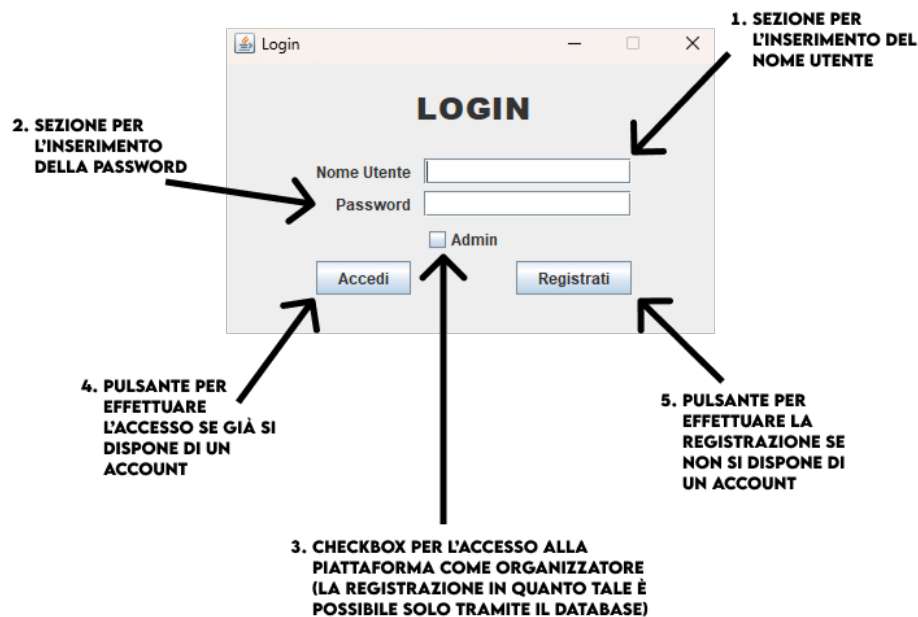 1. SEZIONE PER
L'INSERIMENTO DEL
NOME UTENTE
Login
LOGIN
2. SEZIONE PER
L'INSERIMENTO
DELLA PASSWORD
Nome Utente
Password
Admin
Accedi
Registrati
4. PULSANTE PER
EFFETTUARE
L'ACCESSO SE GIÀ SI
DISPONE DI UN
ACCOUNT
5. PULSANTE PER
EFFETTUARE LA
REGISTRAZIONE SE
NON SI DISPONE DI
UN ACCOUNT
3. CHECKBOX PER L'ACCESSO ALLA
PIATTAFORMA COME ORGANIZZATORE
(LA REGISTRAZIONE IN QUANTO TALE È
POSSIBILE SOLO TRAMITE IL DATABASE)